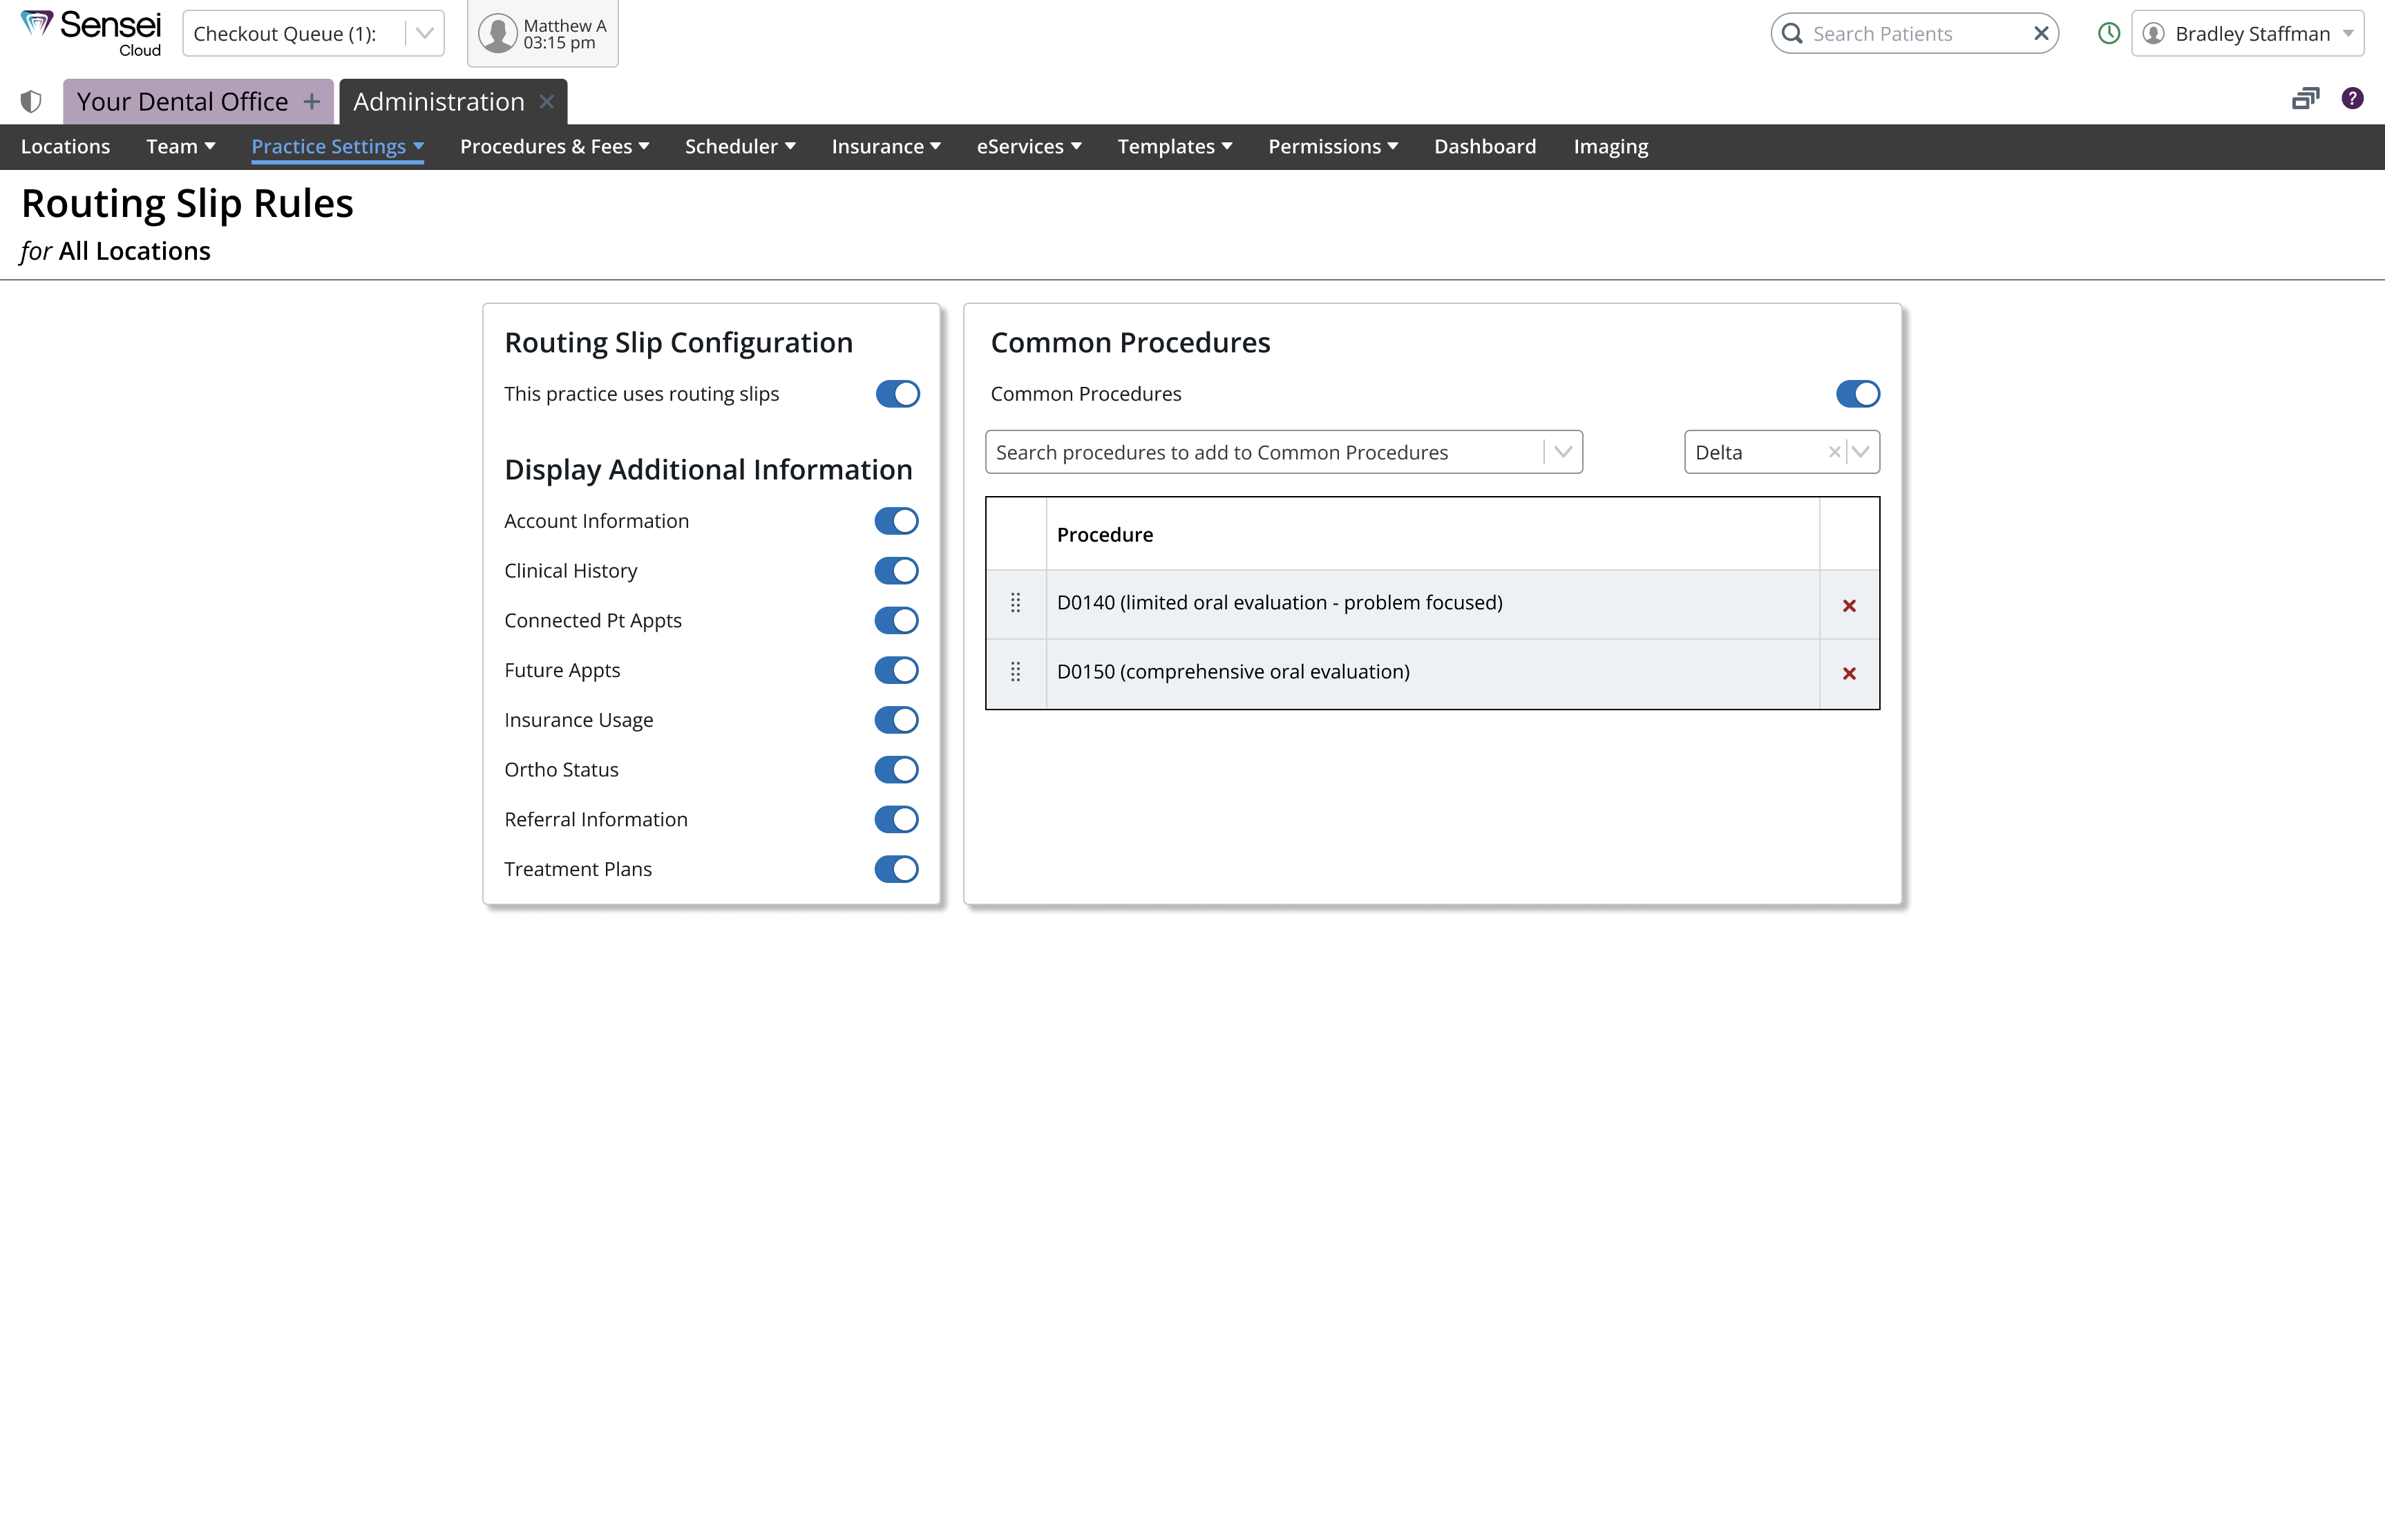 Sensei
Cloud
Checkout Queue (1):
Matthew A
03:15 pm
Search Patients
Bradley Staffman
Your Dental Office
Administration
Locations Team Practice Settings Procedures & Fees Scheduler Insurance eServices Templates Permissions Dashboard Imaging
Routing Slip Rules
for All Locations
Routing Slip Configuration
This practice uses routing slips
Display Additional Information
Account Information
Clinical History
Connected Pt Appts
Future Appts
Insurance Usage
Ortho Status
Referral Information
Treatment Plans
Common Procedures
Common Procedures
Search procedures to add to Common Procedures
Delta
Procedure
D0140 (limited oral evaluation - problem focused)
D0150 (comprehensive oral evaluation)